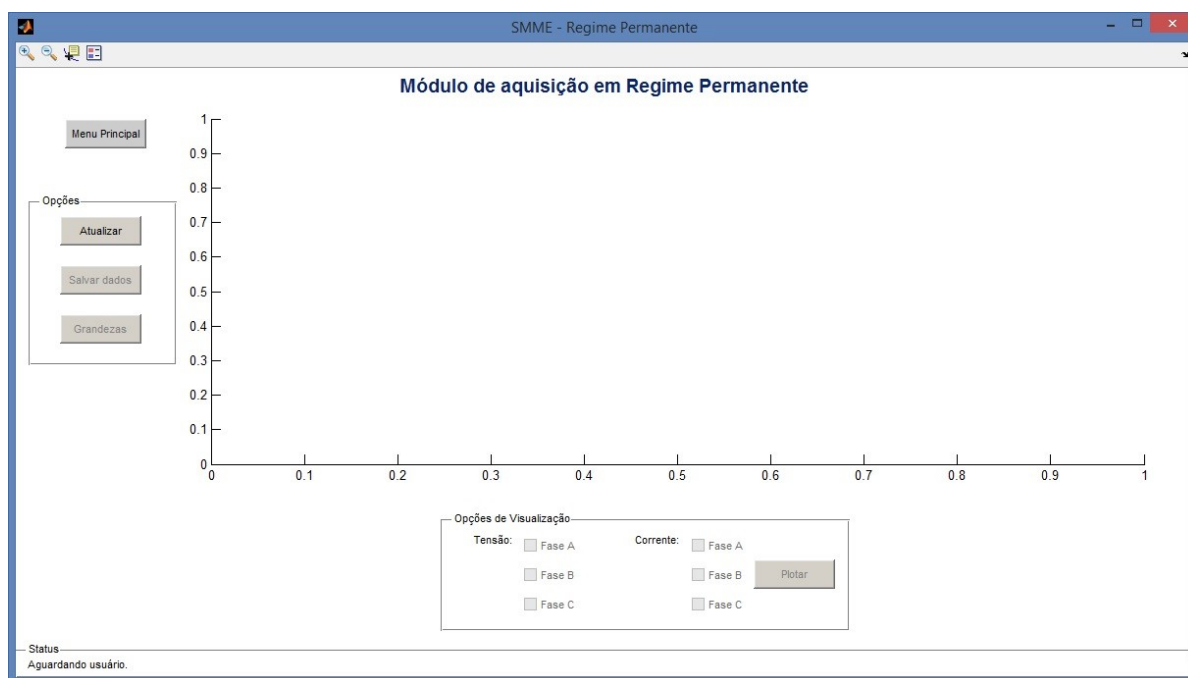 SMME - Regime Permanente
Módulo de aquisição em Regime Permanente
Menu Principal
Opções
Atualizar
Salvar dados
Grandezas
1
0.9
0.8
0.7
0.6
0.5
0.4
0.3
0.2
0.1
0
0 0.1 0.2 0.3 0.4 0.5 0.6 0.7 0.8 0.9 1
Opções de Visualização
Tensão: Fase A Corrente: Fase A
Fase B Fase B Plotar
Fase C Fase C
Status
Aguardando usuário.